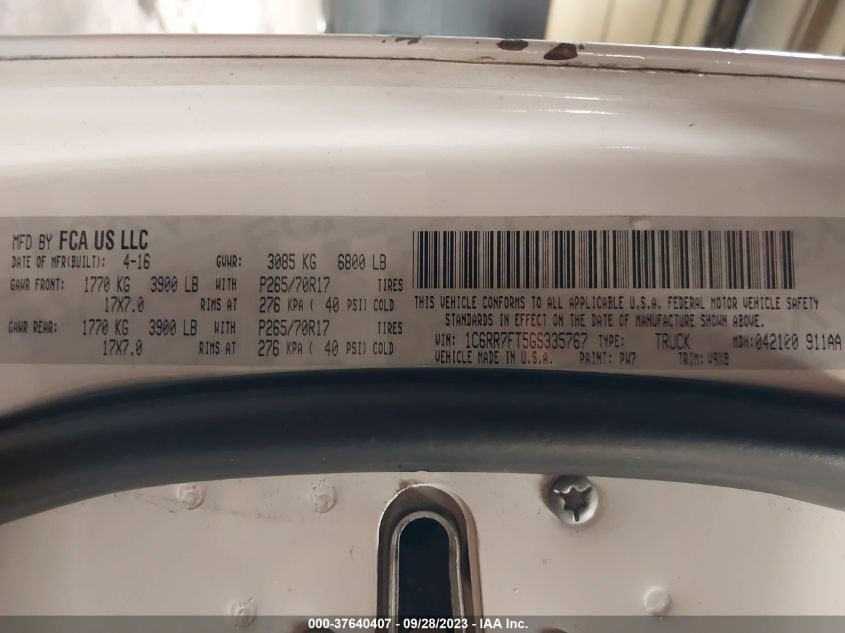 MFD BY FCA US LLC
DATE OF MFR(BUILT): 4-16 GVWR: 3085 KG 6800 LB
GAWR FRONT: 1770 KG 3900 LB WITH P265/70R17 TIRES
17X7.0 RIMS AT 276 KPA ( 40 PSI) COLD
GAWR REAR: 1770 KG 3900 LB WITH P265/70R17 TIRES
17X7.0 RIMS AT 276 KPA ( 40 PSI) COLD
THIS VEHICLE CONFORMS TO ALL APPLICABLE U.S.A. FEDERAL MOTOR VEHICLE SAFETY
STANDARDS IN EFFECT ON THE DATE OF MANUFACTURE SHOWN ABOVE.
VIN: 1C6RR7FT5GS335767 TYPE: TRUCK MDH: 042100 911AA
VEHICLE MADE IN U.S.A. PAINT: PW7 TRIM: V9X9
000-37640407 - 09/28/2023 - IAA Inc.